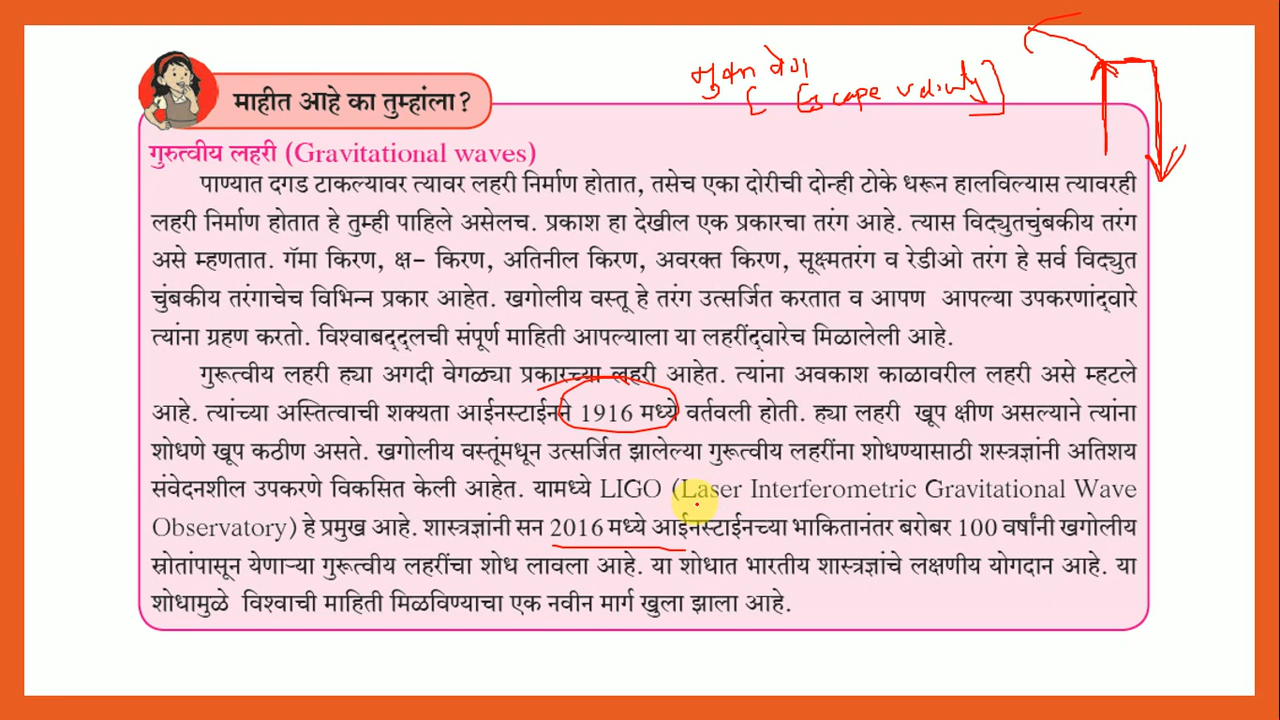 मुक्त वेग
[ Escape velocity ]
माहीत आहे का तुम्हांला?
गुरुत्वीय लहरी (Gravitational waves)
पाण्यात दगड टाकल्यावर त्यावर लहरी निर्माण होतात, तसेच एका दोरीची दोन्ही टोके धरून हालविल्यास त्यावरही
लहरी निर्माण होतात हे तुम्ही पाहिले असेलच. प्रकाश हा देखील एक प्रकारचा तरंग आहे. त्यास विद्युतचुंबकीय तरंग
असे म्हणतात. गॅमा किरण, क्ष- किरण, अतिनील किरण, अवरक्त किरण, सूक्ष्मतरंग व रेडीओ तरंग हे सर्व विद्युत
चुंबकीय तरंगाचेच विभिन्न प्रकार आहेत. खगोलीय वस्तू हे तरंग उत्सर्जित करतात व आपण आपल्या उपकरणांद्वारे
त्यांना ग्रहण करतो. विश्वाबद्दलची संपूर्ण माहिती आपल्याला या लहरींद्वारेच मिळालेली आहे.
गुरूत्वीय लहरी ह्या अगदी वेगळ्या प्रकारच्या लहरी आहेत. त्यांना अवकाश काळावरील लहरी असे म्हटले
आहे. त्यांच्या अस्तित्वाची शक्यता आईनस्टाईनने 1916 मध्ये वर्तवली होती. ह्या लहरी खूप क्षीण असल्याने त्यांना
शोधणे खूप कठीण असते. खगोलीय वस्तूंमधून उत्सर्जित झालेल्या गुरूत्वीय लहरींना शोधण्यासाठी शस्त्रज्ञांनी अतिशय
संवेदनशील उपकरणे विकसित केली आहेत. यामध्ये LIGO (Laser Interferometric Gravitational Wave
Observatory) हे प्रमुख आहे. शास्त्रज्ञांनी सन 2016 मध्ये आईनस्टाईनच्या भाकितानंतर बरोबर 100 वर्षांनी खगोलीय
स्रोतांपासून येणाऱ्या गुरूत्वीय लहरींचा शोध लावला आहे. या शोधात भारतीय शास्त्रज्ञांचे लक्षणीय योगदान आहे. या
शोधामुळे विश्वाची माहिती मिळविण्याचा एक नवीन मार्ग खुला झाला आहे.